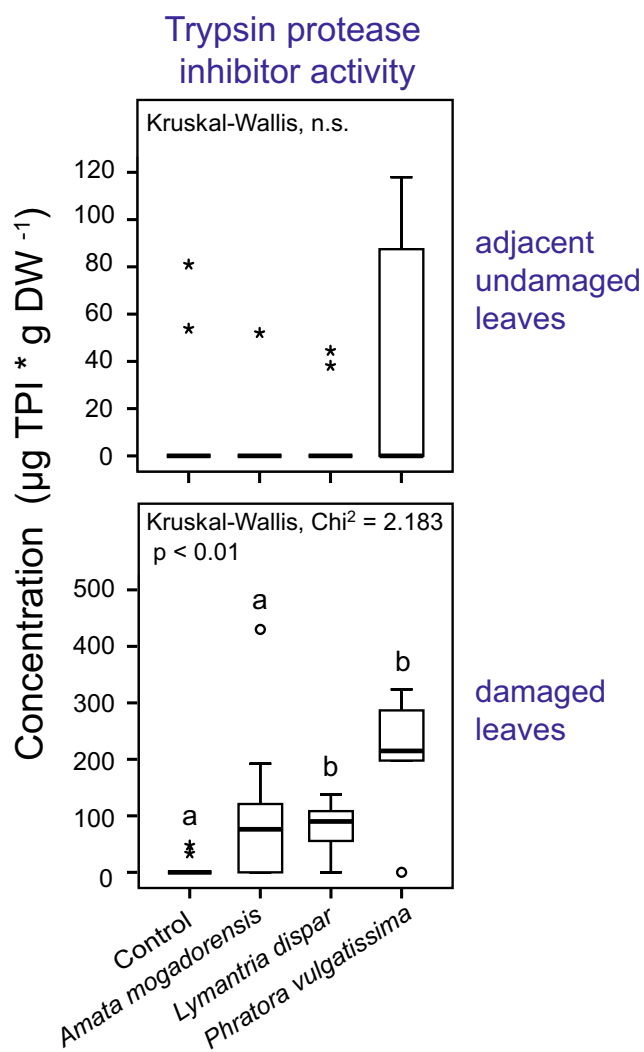 Trypsin protease
inhibitor activity
Concentration (µg TPI * g DW ⁻¹)
Kruskal-Wallis, n.s.
120
100
80
60
40
20
0
adjacent
undamaged
leaves
Kruskal-Wallis, Chi² = 2.183
p < 0.01
500
400
300
200
100
0
a
a
b
b
damaged
leaves
Control
Amata mogadorensis
Lymantria dispar
Phratora vulgatissima